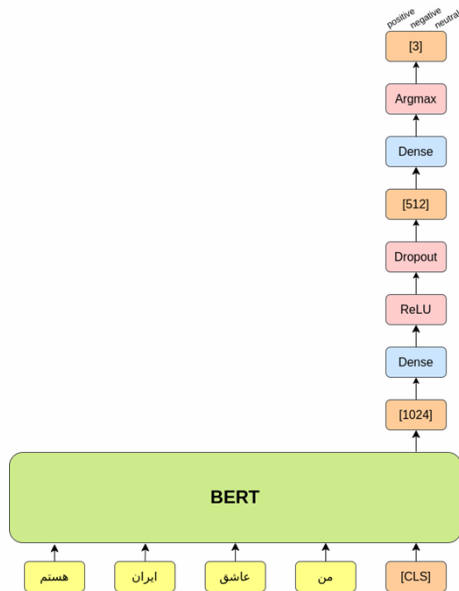 positive negative neutral
[3]
Argmax
Dense
[512]
Dropout
ReLU
Dense
[1024]
BERT
[CLS] من عاشق ایران هستم